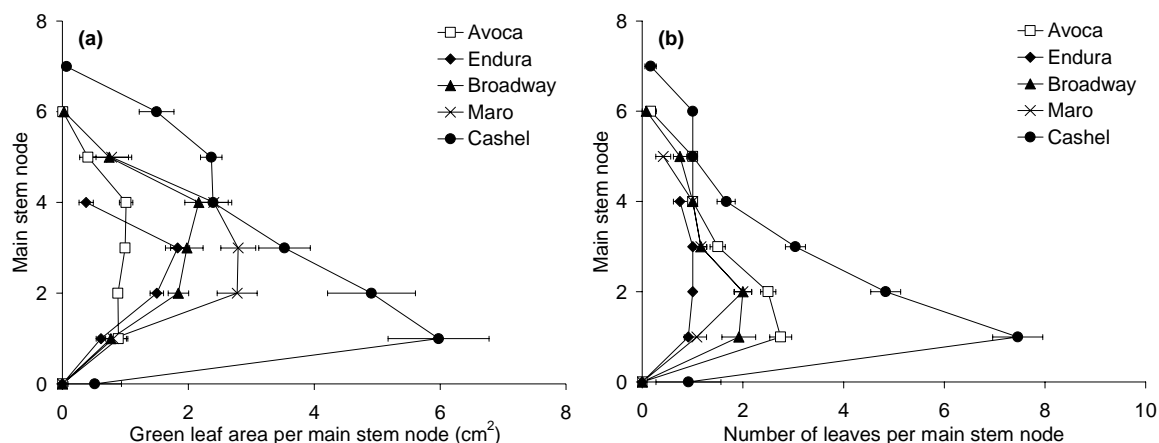 (a)
Avoca
Endura
Broadway
Maro
Cashel
8
6
4
2
0
Main stem node
0 2 4 6 8
Green leaf area per main stem node (cm²)
(b)
Avoca
Endura
Broadway
Maro
Cashel
8
6
4
2
0
Main stem node
0 2 4 6 8 10
Number of leaves per main stem node